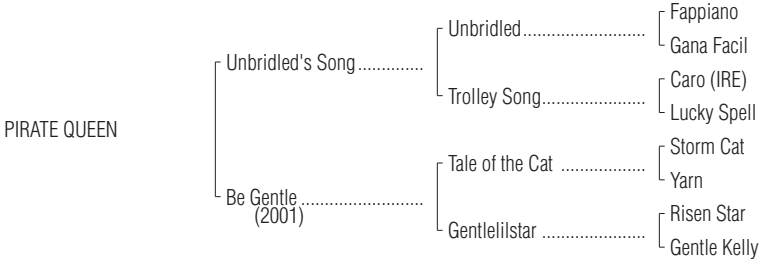 Fappiano
Unbridled..........................
Gana Facil
Unbridled's Song ..............
Caro (IRE)
Trolley Song......................
Lucky Spell
PIRATE QUEEN
Storm Cat
Tale of the Cat ..................
Yarn
Be Gentle ..........................
(2001)
Risen Star
Gentlelilstar ......................
Gentle Kelly